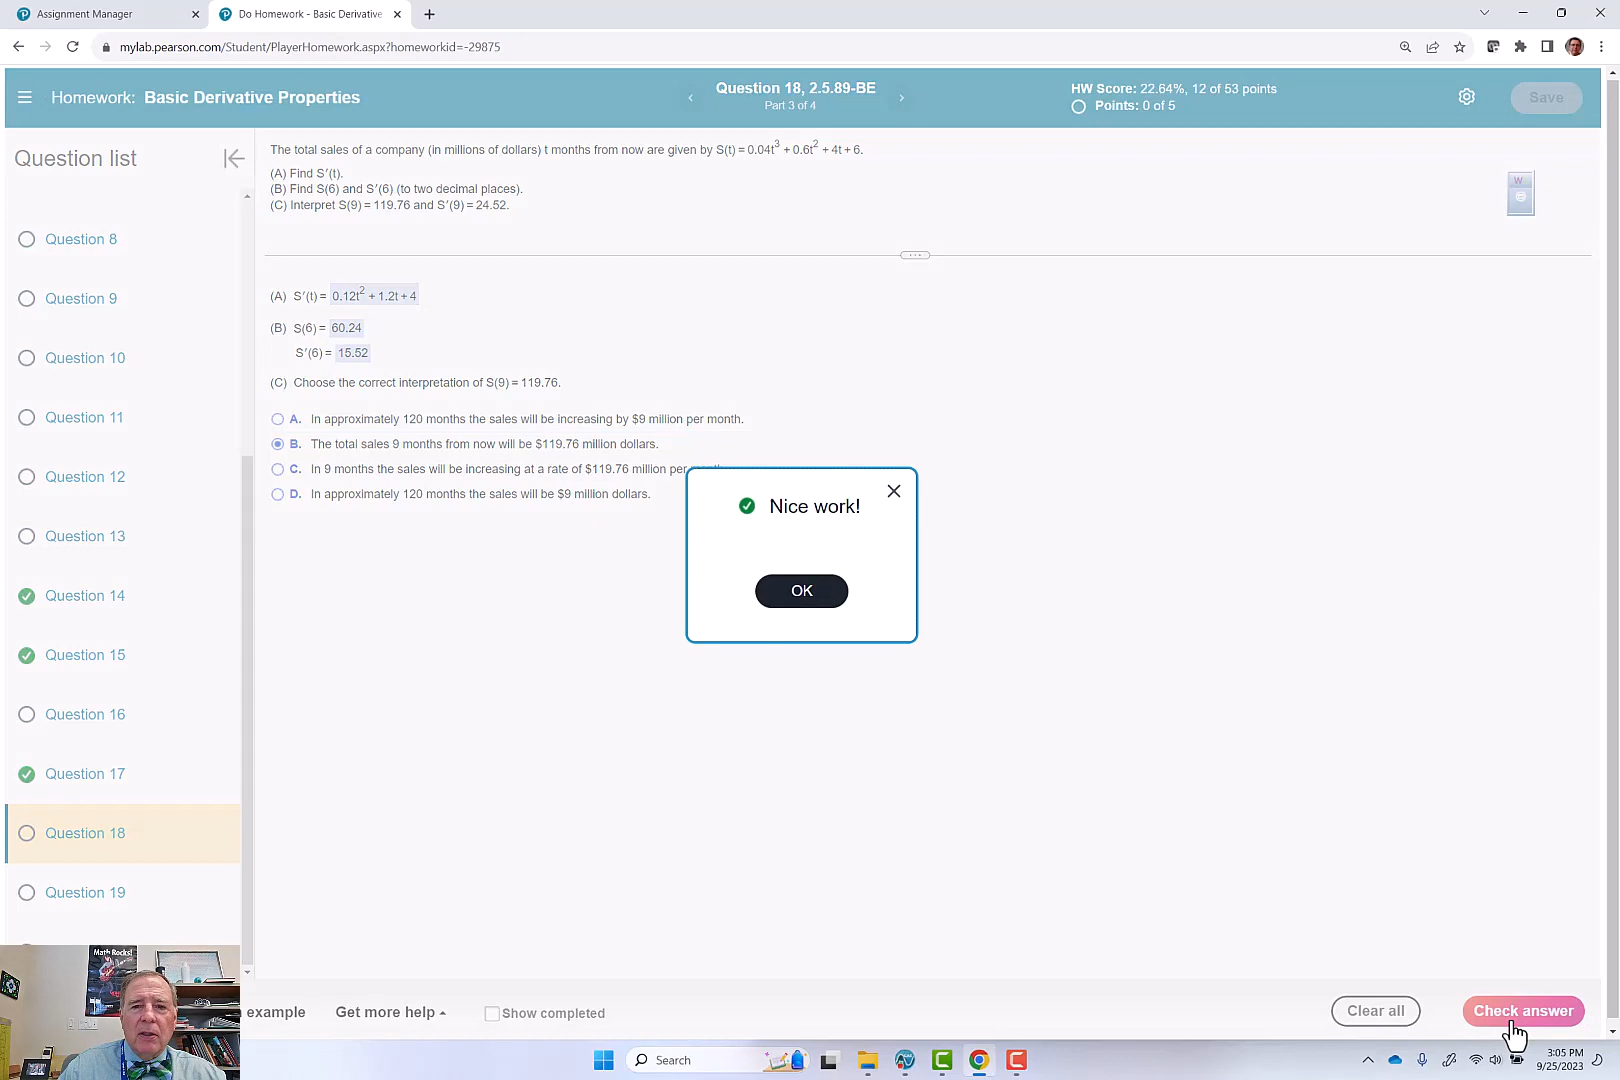 Assignment Manager
Do Homework - Basic Derivative
mylab.pearson.com/Student/PlayerHomework.aspx?homeworkid=-29875
Homework: Basic Derivative Properties
Question 18, 2.5.89-BE
Part 3 of 4
HW Score: 22.64%, 12 of 53 points
Points: 0 of 5
Save
Question list
Question 8
Question 9
Question 10
Question 11
Question 12
Question 13
Question 14
Question 15
Question 16
Question 17
Question 18
Question 19
The total sales of a company (in millions of dollars) t months from now are given by S(t) = 0.04t³ + 0.6t² + 4t + 6.
(A) Find S′(t).
(B) Find S(6) and S′(6) (to two decimal places).
(C) Interpret S(9) = 119.76 and S′(9) = 24.52.
W
(A) S′(t) = 0.12t² + 1.2t + 4
(B) S(6) = 60.24
S′(6) = 15.52
(C) Choose the correct interpretation of S(9) = 119.76.
A. In approximately 120 months the sales will be increasing by $9 million per month.
B. The total sales 9 months from now will be $119.76 million dollars.
C. In 9 months the sales will be increasing at a rate of $119.76 million per
D. In approximately 120 months the sales will be $9 million dollars.
Nice work!
OK
Math Rocks!
example
Get more help
Show completed
Clear all
Check answer
Search
3:05 PM
9/25/2023